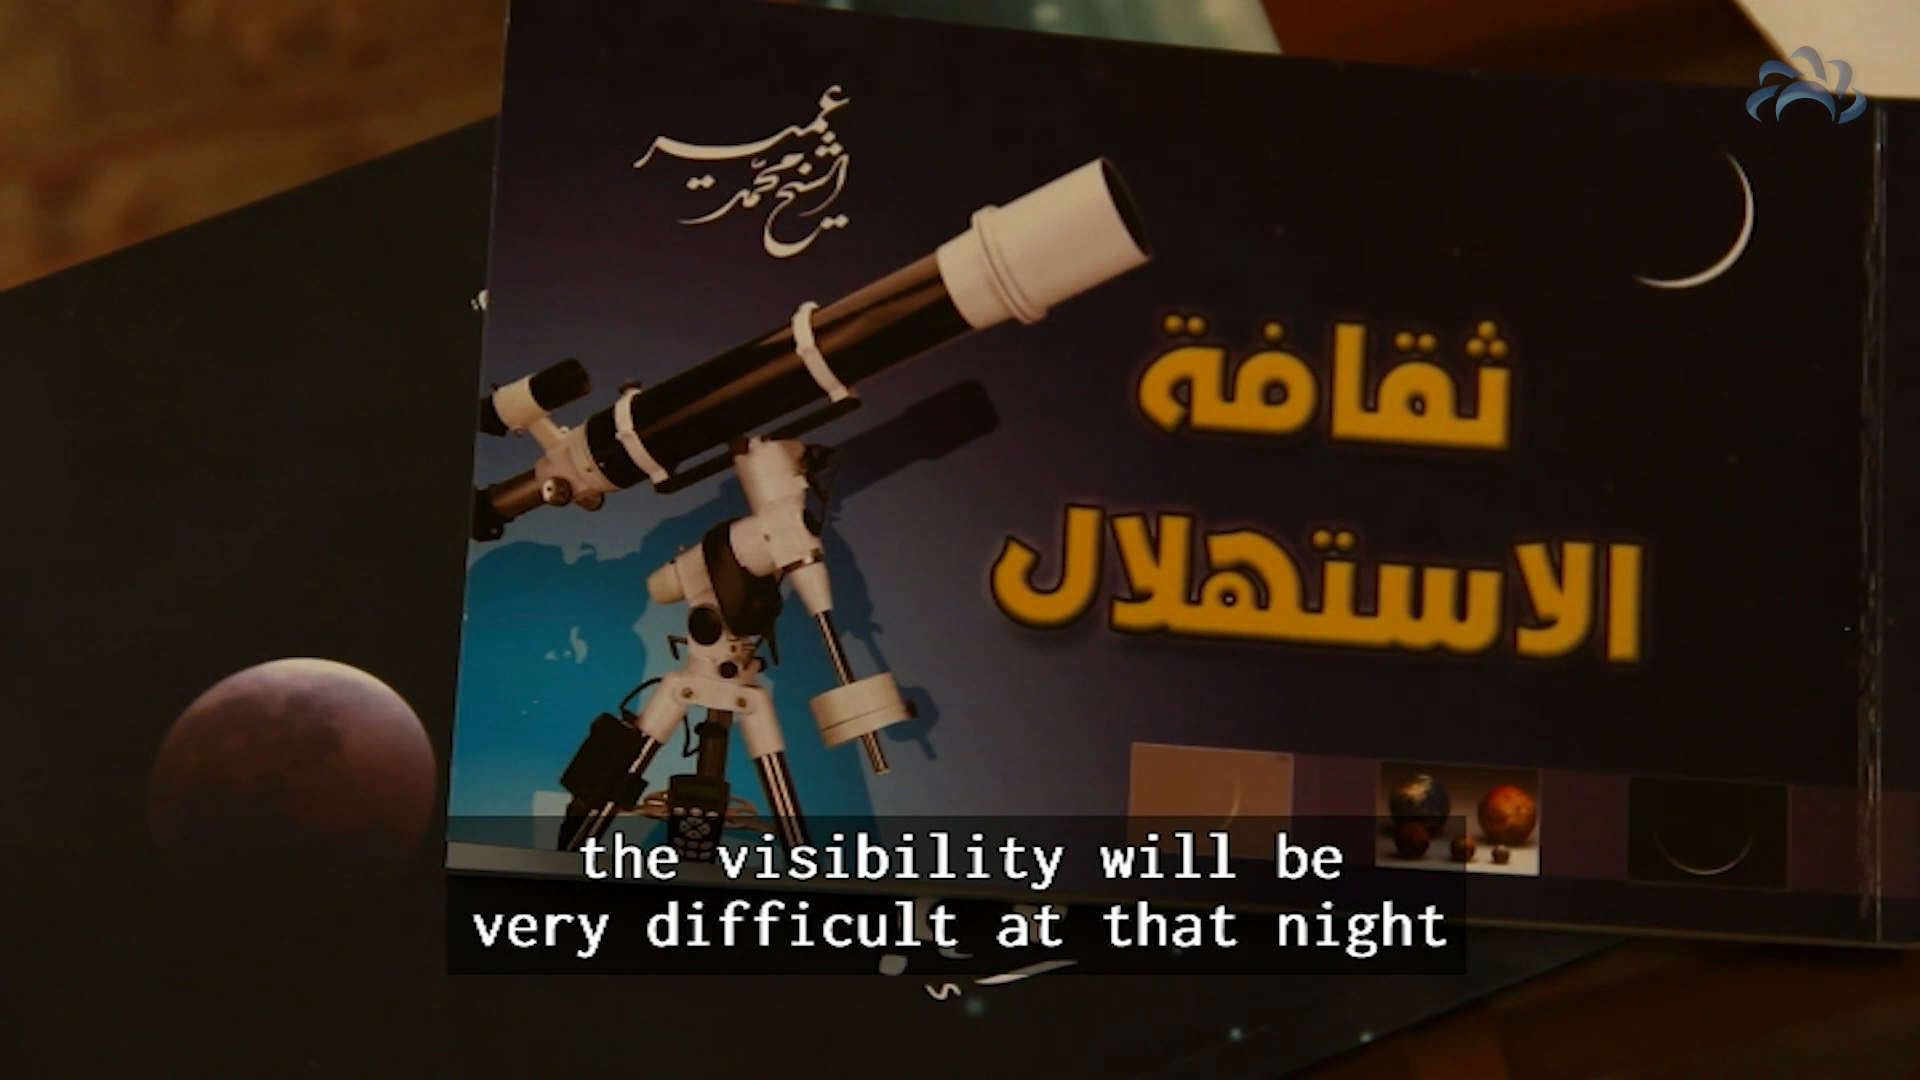 عمير
الشيخ محمد
ثقافة
الاستهلال
the visibility will be
very difficult at that night